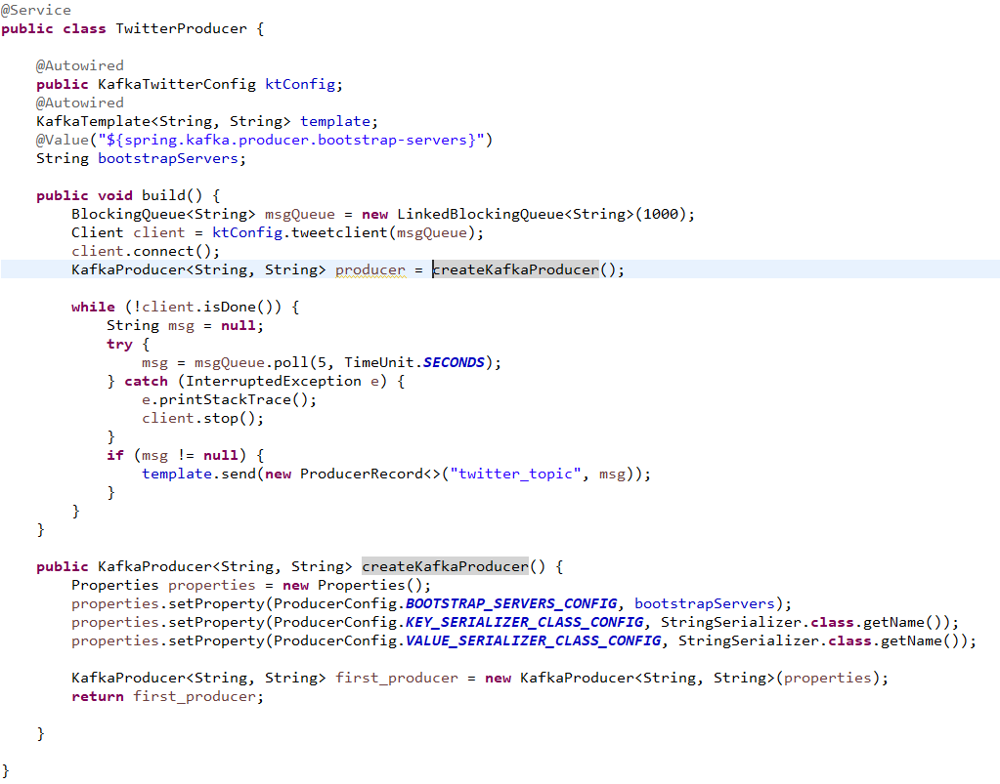 @Service
public class TwitterProducer {
@Autowired
public KafkaTwitterConfig ktConfig;
@Autowired
KafkaTemplate<String, String> template;
@Value("${spring.kafka.producer.bootstrap-servers}")
String bootstrapServers;
public void build() {
BlockingQueue<String> msgQueue = new LinkedBlockingQueue<String>(1000);
Client client = ktConfig.tweetclient(msgQueue);
client.connect();
KafkaProducer<String, String> producer = createKafkaProducer();
while (!client.isDone()) {
String msg = null;
try {
msg = msgQueue.poll(5, TimeUnit.SECONDS);
} catch (InterruptedException e) {
e.printStackTrace();
client.stop();
}
if (msg != null) {
template.send(new ProducerRecord<>("twitter_topic", msg));
}
}
}
public KafkaProducer<String, String> createKafkaProducer() {
Properties properties = new Properties();
properties.setProperty(ProducerConfig.BOOTSTRAP_SERVERS_CONFIG, bootstrapServers);
properties.setProperty(ProducerConfig.KEY_SERIALIZER_CLASS_CONFIG, StringSerializer.class.getName());
properties.setProperty(ProducerConfig.VALUE_SERIALIZER_CLASS_CONFIG, StringSerializer.class.getName());
KafkaProducer<String, String> first_producer = new KafkaProducer<String, String>(properties);
return first_producer;
}
}